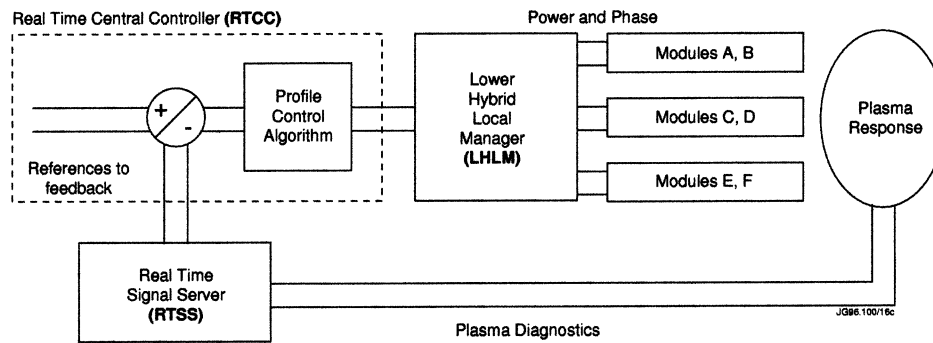 Real Time Central Controller (RTCC)
Power and Phase
+
-
References to
feedback
Profile
Control
Algorithm
Lower
Hybrid
Local
Manager
(LHLM)
Modules A, B
Modules C, D
Modules E, F
Plasma
Response
Real Time
Signal Server
(RTSS)
Plasma Diagnostics
JG96.100/16c